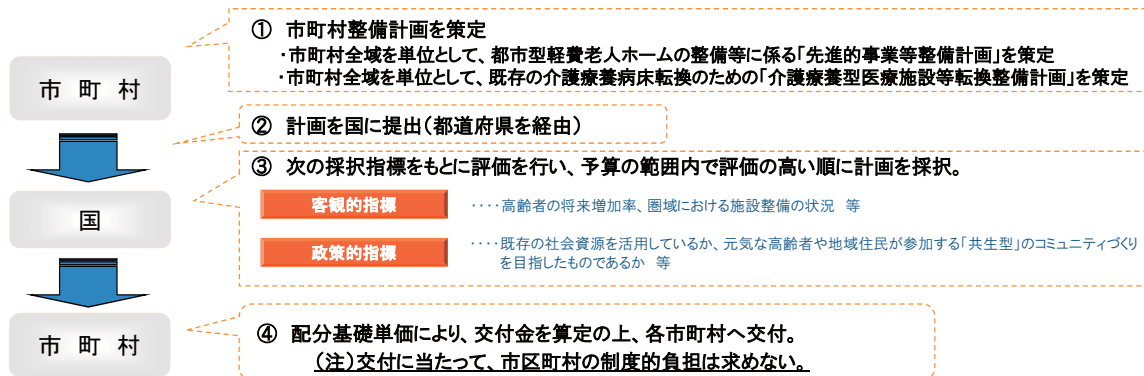 ① 市町村整備計画を策定
・市町村全域を単位として、都市型軽費老人ホームの整備等に係る「先進的事業等整備計画」を策定
・市町村全域を単位として、既存の介護療養病床転換のための「介護療養型医療施設等転換整備計画」を策定
市 町 村
② 計画を国に提出(都道府県を経由)
③ 次の採択指標をもとに評価を行い、予算の範囲内で評価の高い順に計画を採択。
客観的指標 ‥‥高齢者の将来増加率、圏域における施設整備の状況 等
国
政策的指標 ‥‥既存の社会資源を活用しているか、元気な高齢者や地域住民が参加する「共生型」のコミュニティづくり
を目指したものであるか 等
④ 配分基礎単価により、交付金を算定の上、各市町村へ交付。
市 町 村
(注)交付に当たって、市区町村の制度的負担は求めない。